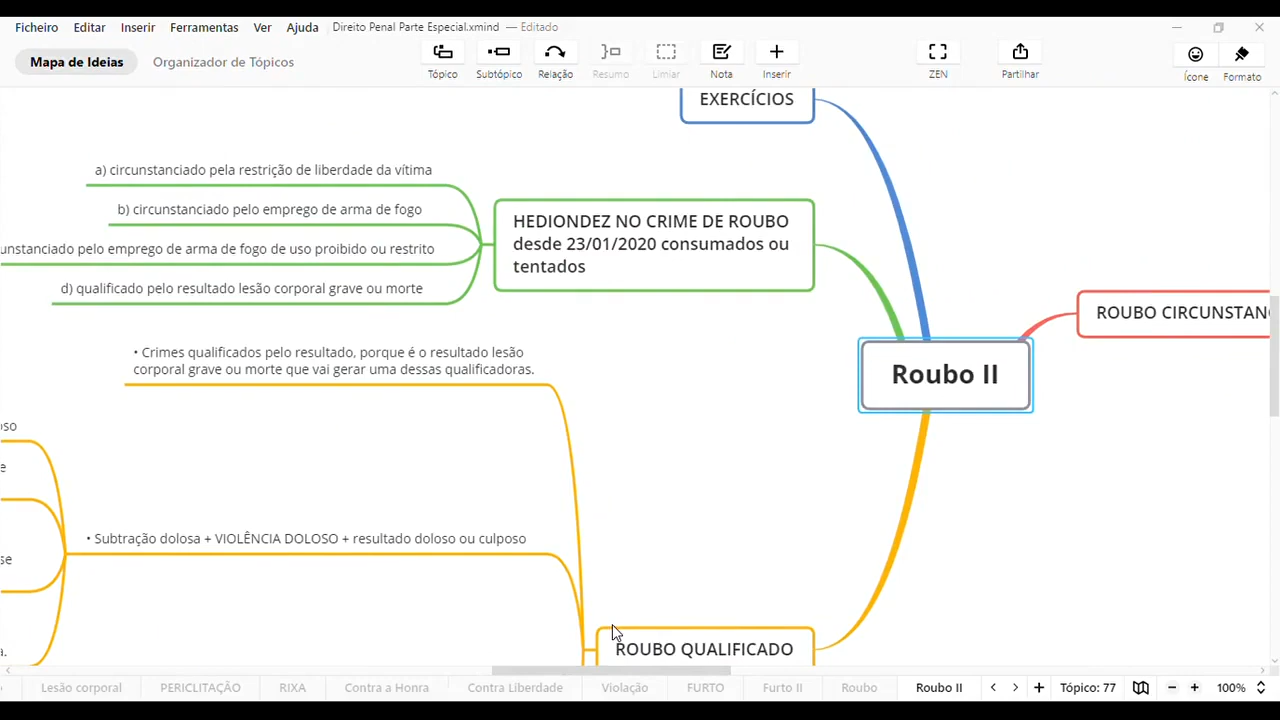 Ficheiro Editar Inserir Ferramentas Ver Ajuda Direito Penal Parte Especial.xmind — Editado
Mapa de Ideias Organizador de Tópicos
Tópico Subtópico Relação Resumo Limiar Nota Inserir ZEN Partilhar Ícone Formato
EXERCÍCIOS
a) circunstanciado pela restrição de liberdade da vítima
b) circunstanciado pelo emprego de arma de fogo
unstanciado pelo emprego de arma de fogo de uso proibido ou restrito
d) qualificado pelo resultado lesão corporal grave ou morte
HEDIONDEZ NO CRIME DE ROUBO
desde 23/01/2020 consumados ou
tentados
ROUBO CIRCUNSTANC
Roubo II
• Crimes qualificados pelo resultado, porque é o resultado lesão
corporal grave ou morte que vai gerar uma dessas qualificadoras.
oso
e
• Subtração dolosa + VIOLÊNCIA DOLOSO + resultado doloso ou culposo
se
a.
ROUBO QUALIFICADO
Lesão corporal PERICLITAÇÃO RIXA Contra a Honra Contra Liberdade Violação FURTO Furto II Roubo Roubo II Tópico: 77 100%